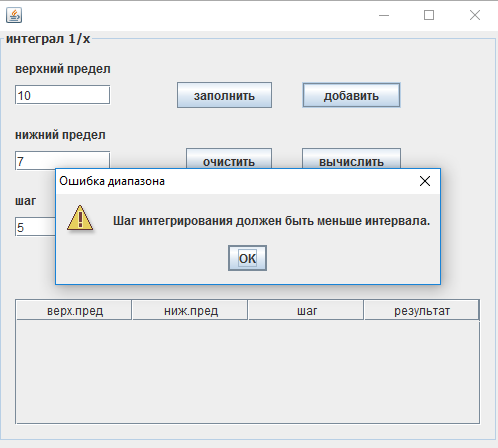 интеграл 1/x
верхний предел
10
заполнить
добавить
нижний предел
7
очистить
вычислить
Ошибка диапазона
Шаг интегрирования должен быть меньше интервала.
OK
шаг
5
верх.пред ниж.пред шаг результат